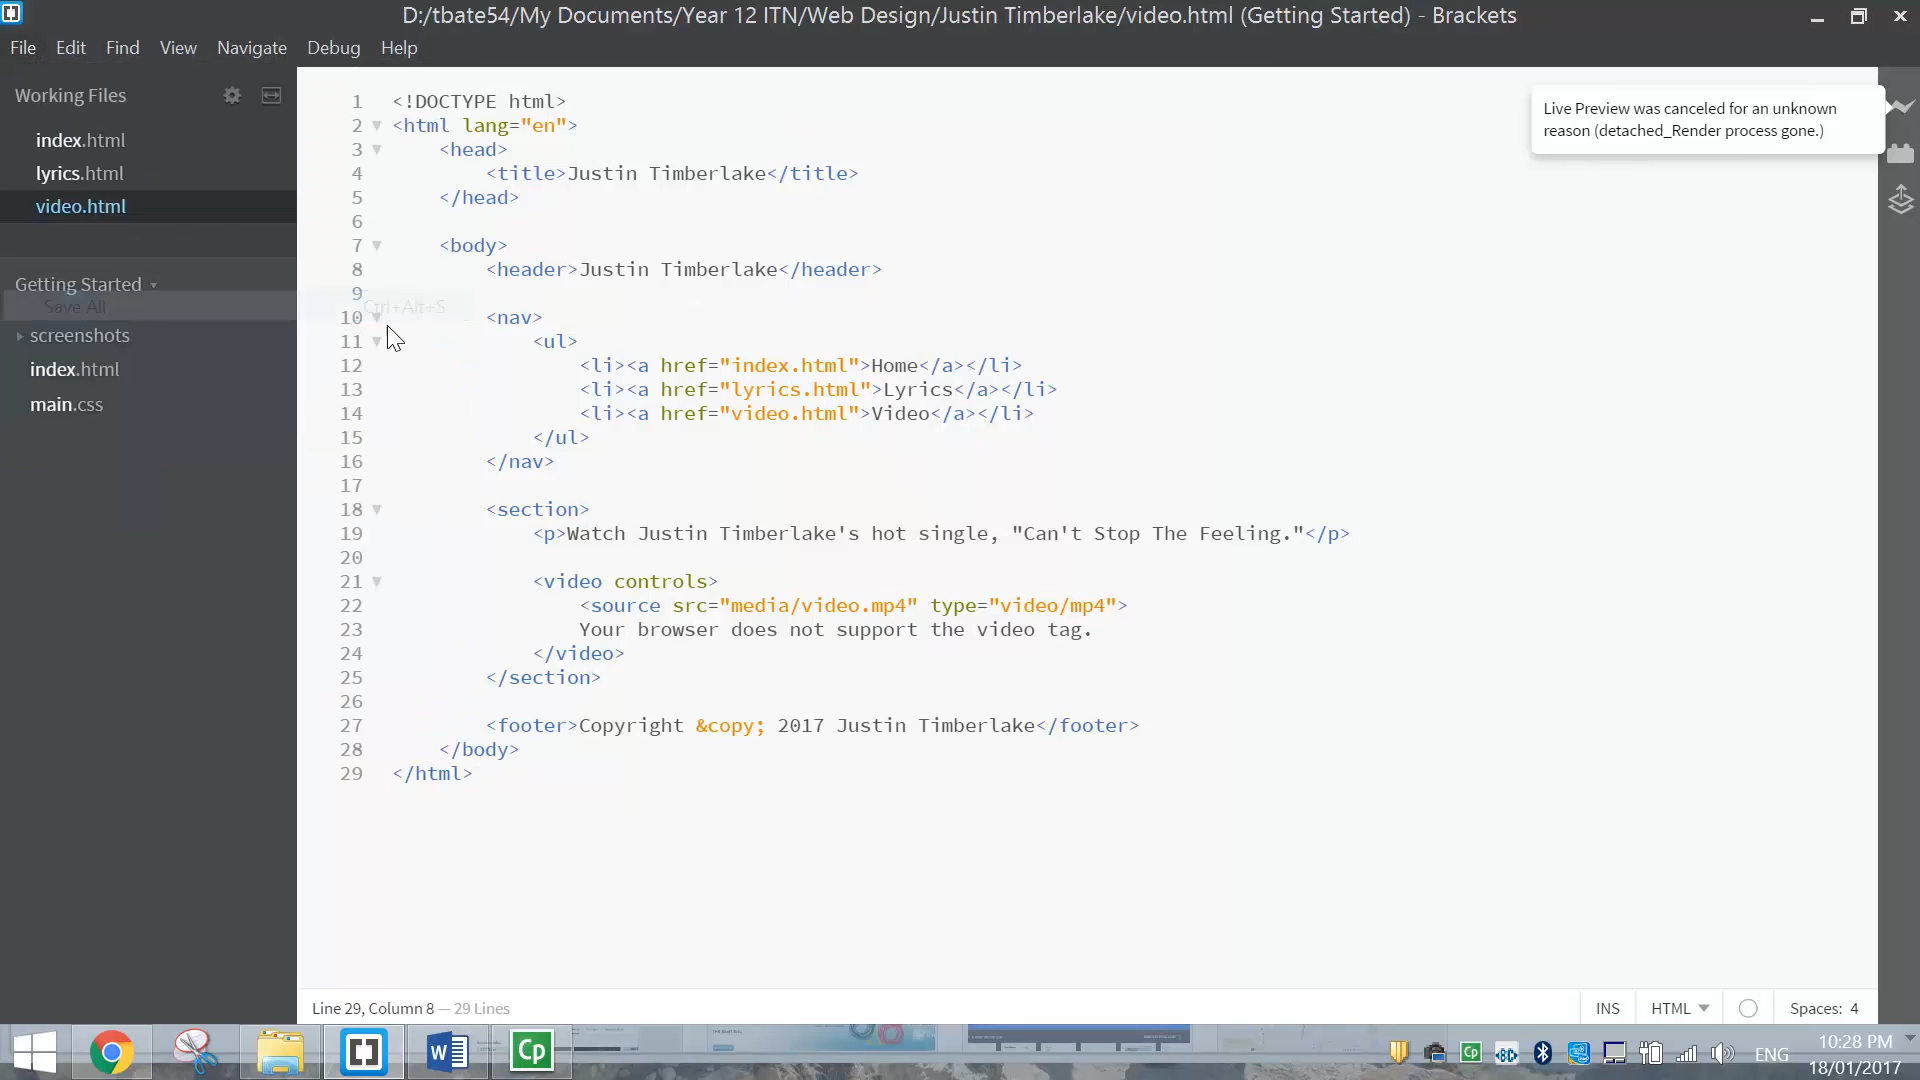 D:/tbate54/My Documents/Year 12 ITN/Web Design/Justin Timberlake/video.html (Getting Started) - Brackets
File Edit Find View Navigate Debug Help
Working Files
index.html
lyrics.html
video.html
Getting Started
Save All Ctrl+Alt+S
screenshots
index.html
main.css
1 <!DOCTYPE html>
2 <html lang="en">
3 <head>
4 <title>Justin Timberlake</title>
5 </head>
6
7 <body>
8 <header>Justin Timberlake</header>
9
10 <nav>
11 <ul>
12 <li><a href="index.html">Home</a></li>
13 <li><a href="lyrics.html">Lyrics</a></li>
14 <li><a href="video.html">Video</a></li>
15 </ul>
16 </nav>
17
18 <section>
19 <p>Watch Justin Timberlake's hot single, "Can't Stop The Feeling."</p>
20
21 <video controls>
22 <source src="media/video.mp4" type="video/mp4">
23 Your browser does not support the video tag.
24 </video>
25 </section>
26
27 <footer>Copyright &copy; 2017 Justin Timberlake</footer>
28 </body>
29 </html>
Live Preview was canceled for an unknown
reason (detached_Render process gone.)
Line 29, Column 8 — 29 Lines
INS HTML Spaces: 4
W Cp Cp ENG
10:28 PM
18/01/2017